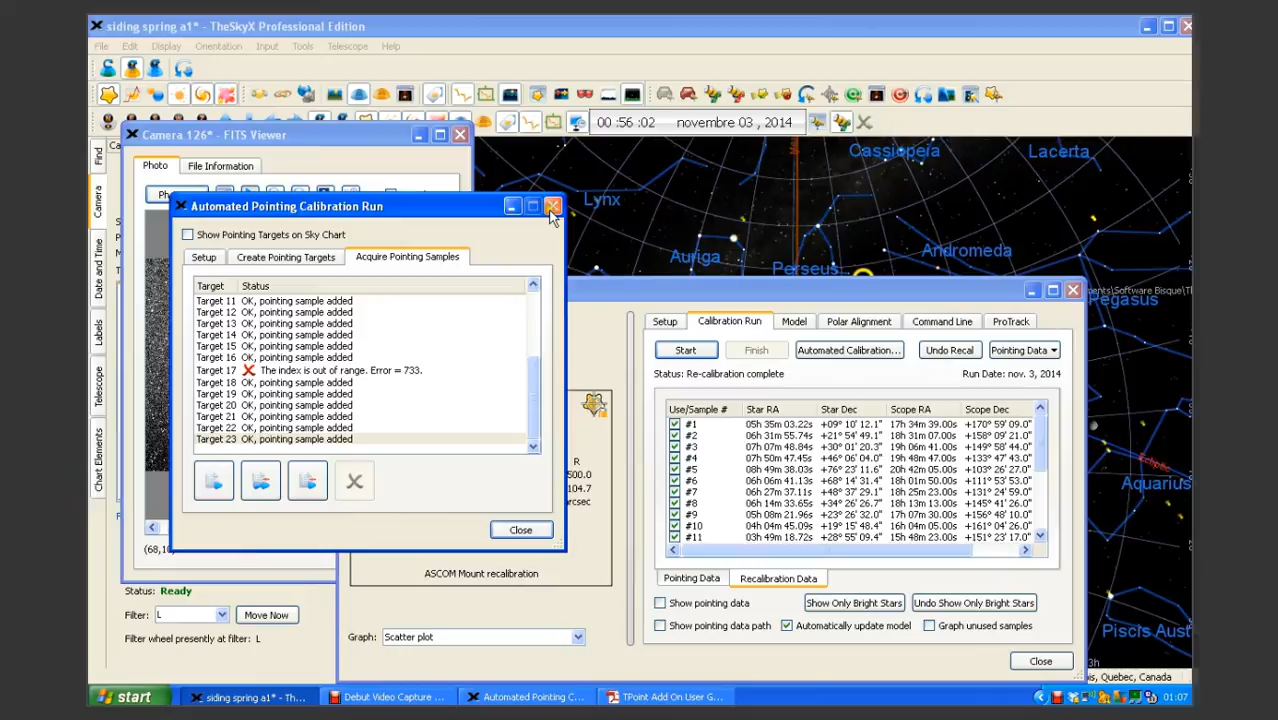 siding spring a1* - TheSkyX Professional Edition
File Edit Display Orientation Input Tools Telescope Help
00 :56 :02 novembre 03 , 2014
Camera 126* - FITS Viewer
Photo File Information
Find
Camera
Date and Time
Labels
Telescope
Chart Elements
Automated Pointing Calibration Run
Show Pointing Targets on Sky Chart
Setup Create Pointing Targets Acquire Pointing Samples
Target Status
Target 11 OK, pointing sample added
Target 12 OK, pointing sample added
Target 13 OK, pointing sample added
Target 14 OK, pointing sample added
Target 15 OK, pointing sample added
Target 16 OK, pointing sample added
Target 17 The index is out of range. Error = 733.
Target 18 OK, pointing sample added
Target 19 OK, pointing sample added
Target 20 OK, pointing sample added
Target 21 OK, pointing sample added
Target 22 OK, pointing sample added
Target 23 OK, pointing sample added
Close
Status: Ready
Filter: L Move Now
Filter wheel presently at filter: L
Cassiopeia Lacerta
Lynx
Auriga
Perseus
Andromeda
Pegasus
Aquarius
Piscis Aust
Setup Calibration Run Model Polar Alignment Command Line ProTrack
Start Finish Automated Calibration... Undo Recal Pointing Data
Status: Re-calibration complete Run Date: nov. 3, 2014
Use/Sample # Star RA Star Dec Scope RA Scope Dec
#1 05h 35m 03.22s +09° 10' 12.1" 17h 34m 39.00s +170° 59' 09.0"
#2 06h 31m 55.74s +21° 54' 49.1" 18h 31m 07.00s +158° 09' 21.0"
#3 07h 07m 48.84s +30° 01' 20.3" 19h 06m 41.00s +149° 58' 44.0"
#4 07h 50m 47.45s +46° 06' 04.0" 19h 48m 47.00s +133° 47' 43.0"
#5 08h 49m 38.03s +76° 23' 11.6" 20h 42m 05.00s +103° 26' 27.0"
#6 06h 06m 41.13s +68° 14' 31.4" 18h 01m 50.00s +111° 53' 53.0"
#7 06h 27m 37.11s +48° 37' 29.1" 18h 25m 23.00s +131° 24' 59.0"
#8 06h 14m 33.65s +34° 26' 26.7" 18h 13m 10.00s +145° 41' 26.0"
#9 05h 08m 21.96s +23° 26' 32.0" 17h 07m 30.00s +156° 48' 10.0"
#10 04h 04m 45.09s +19° 15' 48.4" 16h 04m 05.00s +161° 04' 26.0"
#11 03h 49m 18.72s +28° 55' 09.4" 15h 48m 23.00s +151° 23' 17.0"
Pointing Data Recalibration Data
Show pointing data Show Only Bright Stars Undo Show Only Bright Stars
Show pointing data path Automatically update model Graph unused samples
ASCOM Mount recalibration
Graph: Scatter plot
Close
start siding spring a1* - Th... Debut Video Capture ... Automated Pointing C... TPoint Add On User G... 01:07